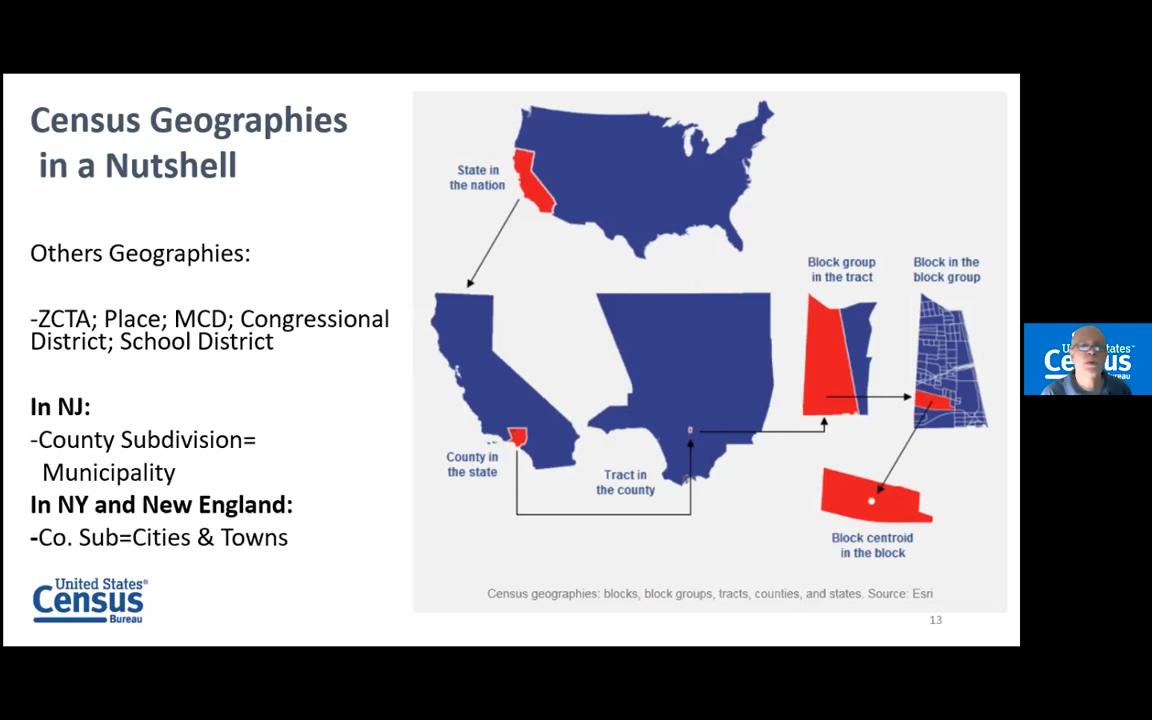 Census Geographies
in a Nutshell
Others Geographies:
-ZCTA; Place; MCD; Congressional
District; School District
In NJ:
-County Subdivision=
Municipality
In NY and New England:
-Co. Sub=Cities & Towns
United States®
Census
Bureau
State in
the nation
County in
the state
Tract in
the county
Block group
in the tract
Block in the
block group
Block centroid
in the block
Census geographies: blocks, block groups, tracts, counties, and states. Source: Esri
13